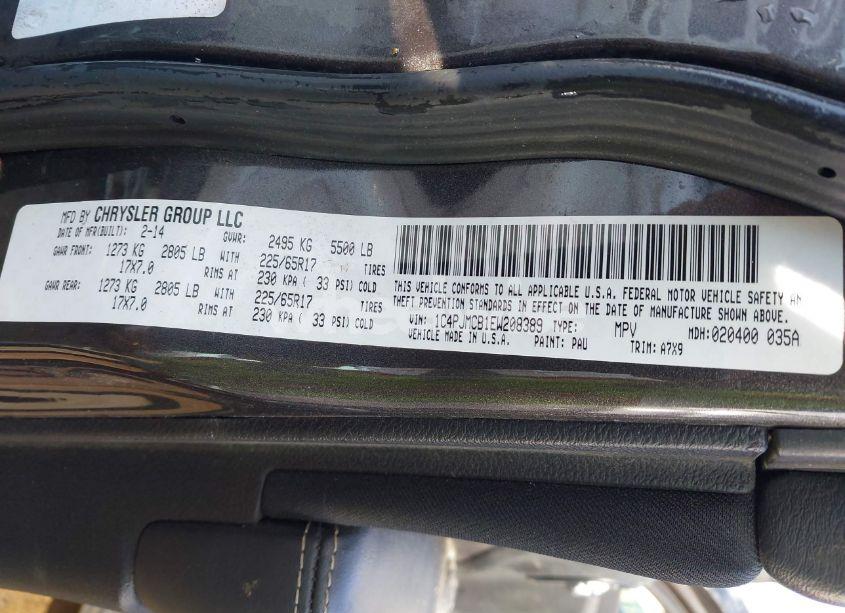 MFD BY CHRYSLER GROUP LLC
DATE OF MFR(BUILT): 2-14 GVWR: 2495 KG 5500 LB
GAWR FRONT: 1273 KG 2805 LB WITH 225/65R17 TIRES
17X7.0 RIMS AT 230 KPA ( 33 PSI) COLD
GAWR REAR: 1273 KG 2805 LB WITH 225/65R17 TIRES
17X7.0 RIMS AT 230 KPA ( 33 PSI) COLD
THIS VEHICLE CONFORMS TO ALL APPLICABLE U.S.A. FEDERAL MOTOR VEHICLE SAFETY AN
THEFT PREVENTION STANDARDS IN EFFECT ON THE DATE OF MANUFACTURE SHOWN ABOVE.
VIN: 1C4PJMCB1EW208389 TYPE: MPV MDH: 020400 035A
VEHICLE MADE IN U.S.A. PAINT: PAU TRIM: A7X9